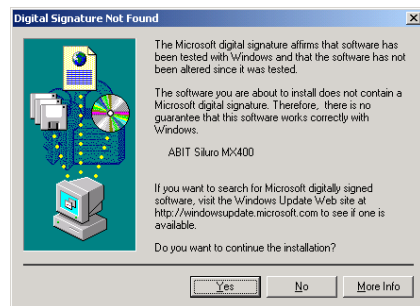 Digital Signature Not Found
The Microsoft digital signature affirms that software has
been tested with Windows and that the software has not
been altered since it was tested.
The software you are about to install does not contain a
Microsoft digital signature. Therefore, there is no
guarantee that this software works correctly with
Windows.
ABIT Siluro MX400
If you want to search for Microsoft digitally signed
software, visit the Windows Update Web site at
http://windowsupdate.microsoft.com to see if one is
available.
Do you want to continue the installation?
Yes No More Info